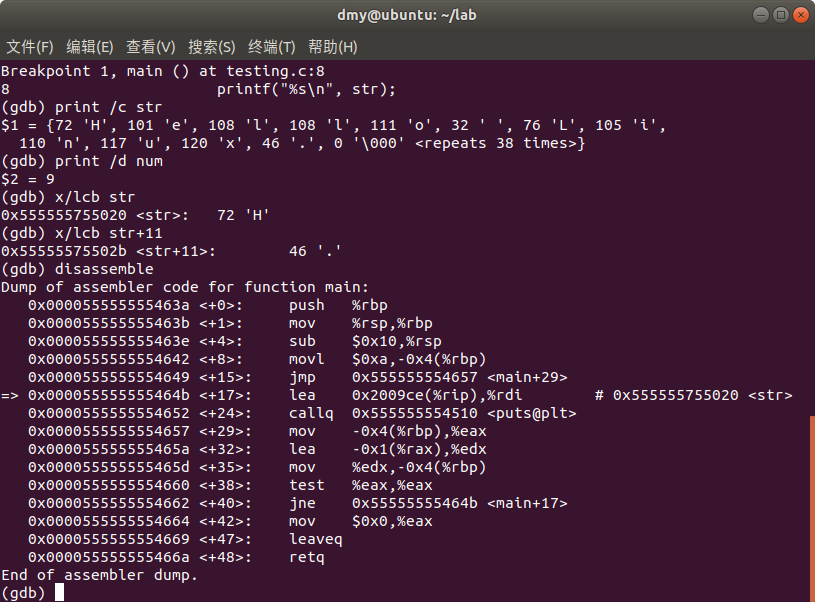 dmy@ubuntu: ~/lab
文件(F) 编辑(E) 查看(V) 搜索(S) 终端(T) 帮助(H)
Breakpoint 1, main () at testing.c:8
8                       printf("%s\n", str);
(gdb) print /c str
$1 = {72 'H', 101 'e', 108 'l', 108 'l', 111 'o', 32 ' ', 76 'L', 105 'i',
  110 'n', 117 'u', 120 'x', 46 '.', 0 '\000' <repeats 38 times>}
(gdb) print /d num
$2 = 9
(gdb) x/lcb str
0x555555755020 <str>:   72 'H'
(gdb) x/lcb str+11
0x55555575502b <str+11>:        46 '.'
(gdb) disassemble
Dump of assembler code for function main:
   0x000055555555463a <+0>:     push   %rbp
   0x000055555555463b <+1>:     mov    %rsp,%rbp
   0x000055555555463e <+4>:     sub    $0x10,%rsp
   0x0000555555554642 <+8>:     movl   $0xa,-0x4(%rbp)
   0x0000555555554649 <+15>:    jmp    0x555555554657 <main+29>
=> 0x000055555555464b <+17>:    lea    0x2009ce(%rip),%rdi        # 0x555555755020 <str>
   0x0000555555554652 <+24>:    callq  0x555555554510 <puts@plt>
   0x0000555555554657 <+29>:    mov    -0x4(%rbp),%eax
   0x000055555555465a <+32>:    lea    -0x1(%rax),%edx
   0x000055555555465d <+35>:    mov    %edx,-0x4(%rbp)
   0x0000555555554660 <+38>:    test   %eax,%eax
   0x0000555555554662 <+40>:    jne    0x55555555464b <main+17>
   0x0000555555554664 <+42>:    mov    $0x0,%eax
   0x0000555555554669 <+47>:    leaveq
   0x000055555555466a <+48>:    retq
End of assembler dump.
(gdb)